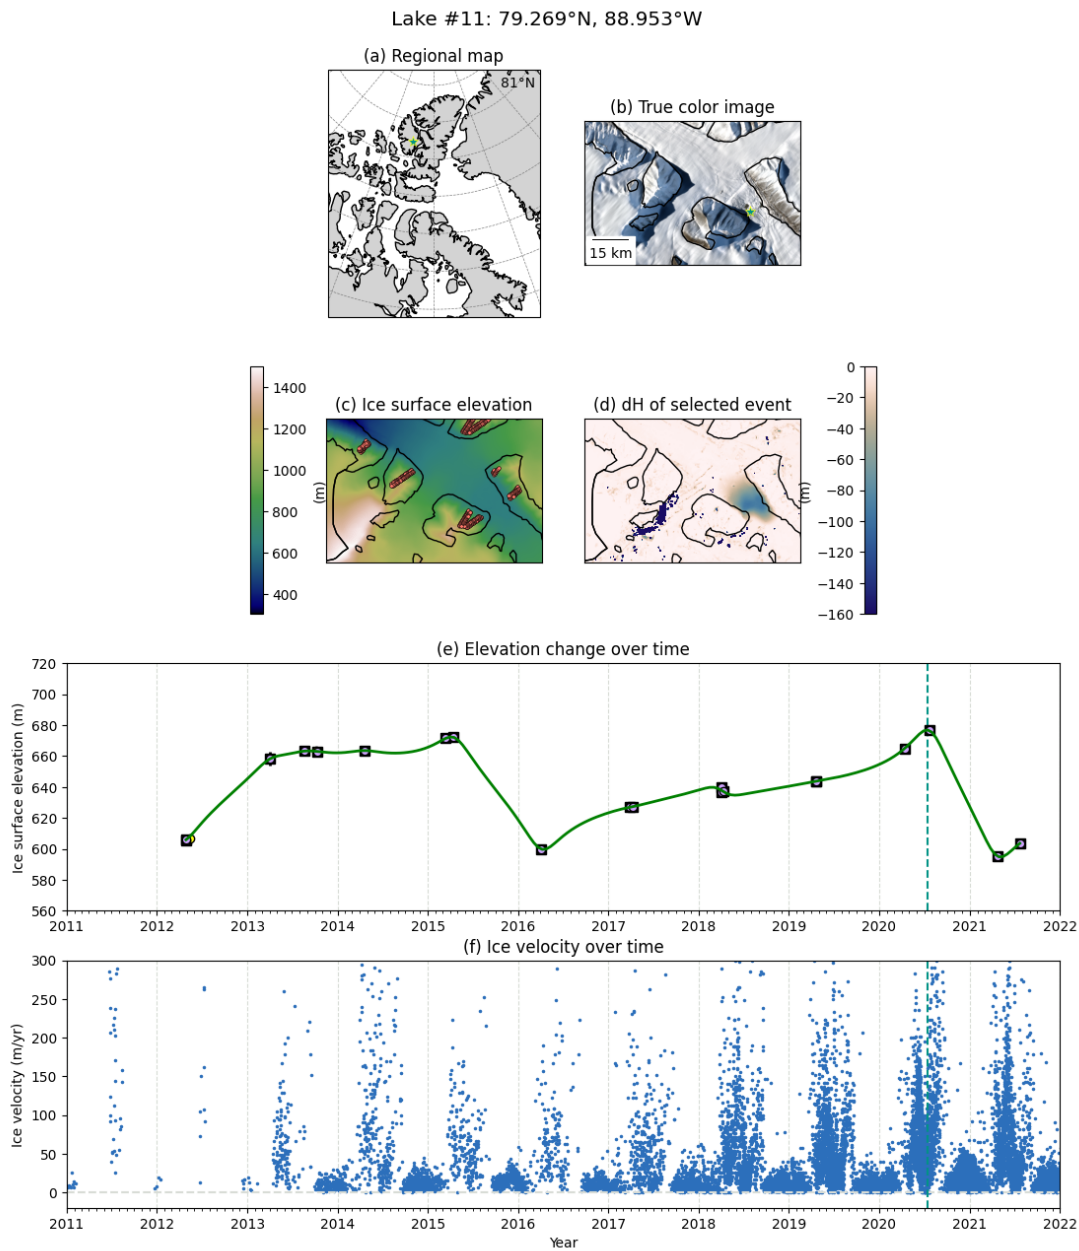 Lake #11: 79.269°N, 88.953°W
(a) Regional map
81°N
(b) True color image
15 km
(c) Ice surface elevation
1400
1200
1000
800
600
400
(m)
(d) dH of selected event
0
−20
−40
−60
−80
−100
−120
−140
−160
(m)
(e) Elevation change over time
720
700
680
660
640
620
600
580
560
Ice surface elevation (m)
2011 2012 2013 2014 2015 2016 2017 2018 2019 2020 2021 2022
(f) Ice velocity over time
300
250
200
150
100
50
0
Ice velocity (m/yr)
2011 2012 2013 2014 2015 2016 2017 2018 2019 2020 2021 2022
Year